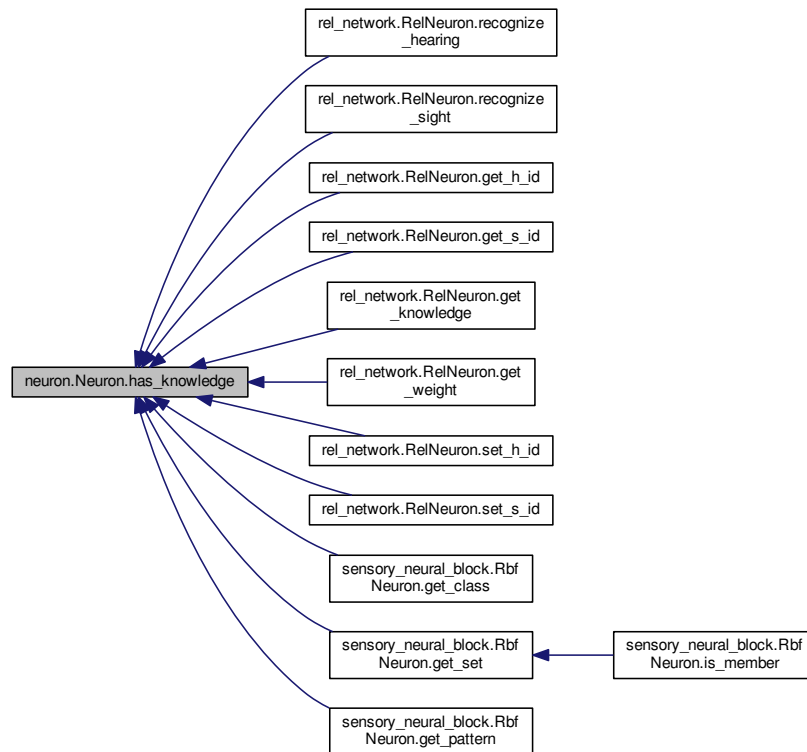 rel_network.RelNeuron.recognize
_hearing
rel_network.RelNeuron.recognize
_sight
rel_network.RelNeuron.get_h_id
rel_network.RelNeuron.get_s_id
rel_network.RelNeuron.get
_knowledge
neuron.Neuron.has_knowledge
rel_network.RelNeuron.get
_weight
rel_network.RelNeuron.set_h_id
rel_network.RelNeuron.set_s_id
sensory_neural_block.Rbf
Neuron.get_class
sensory_neural_block.Rbf
Neuron.get_set
sensory_neural_block.Rbf
Neuron.is_member
sensory_neural_block.Rbf
Neuron.get_pattern